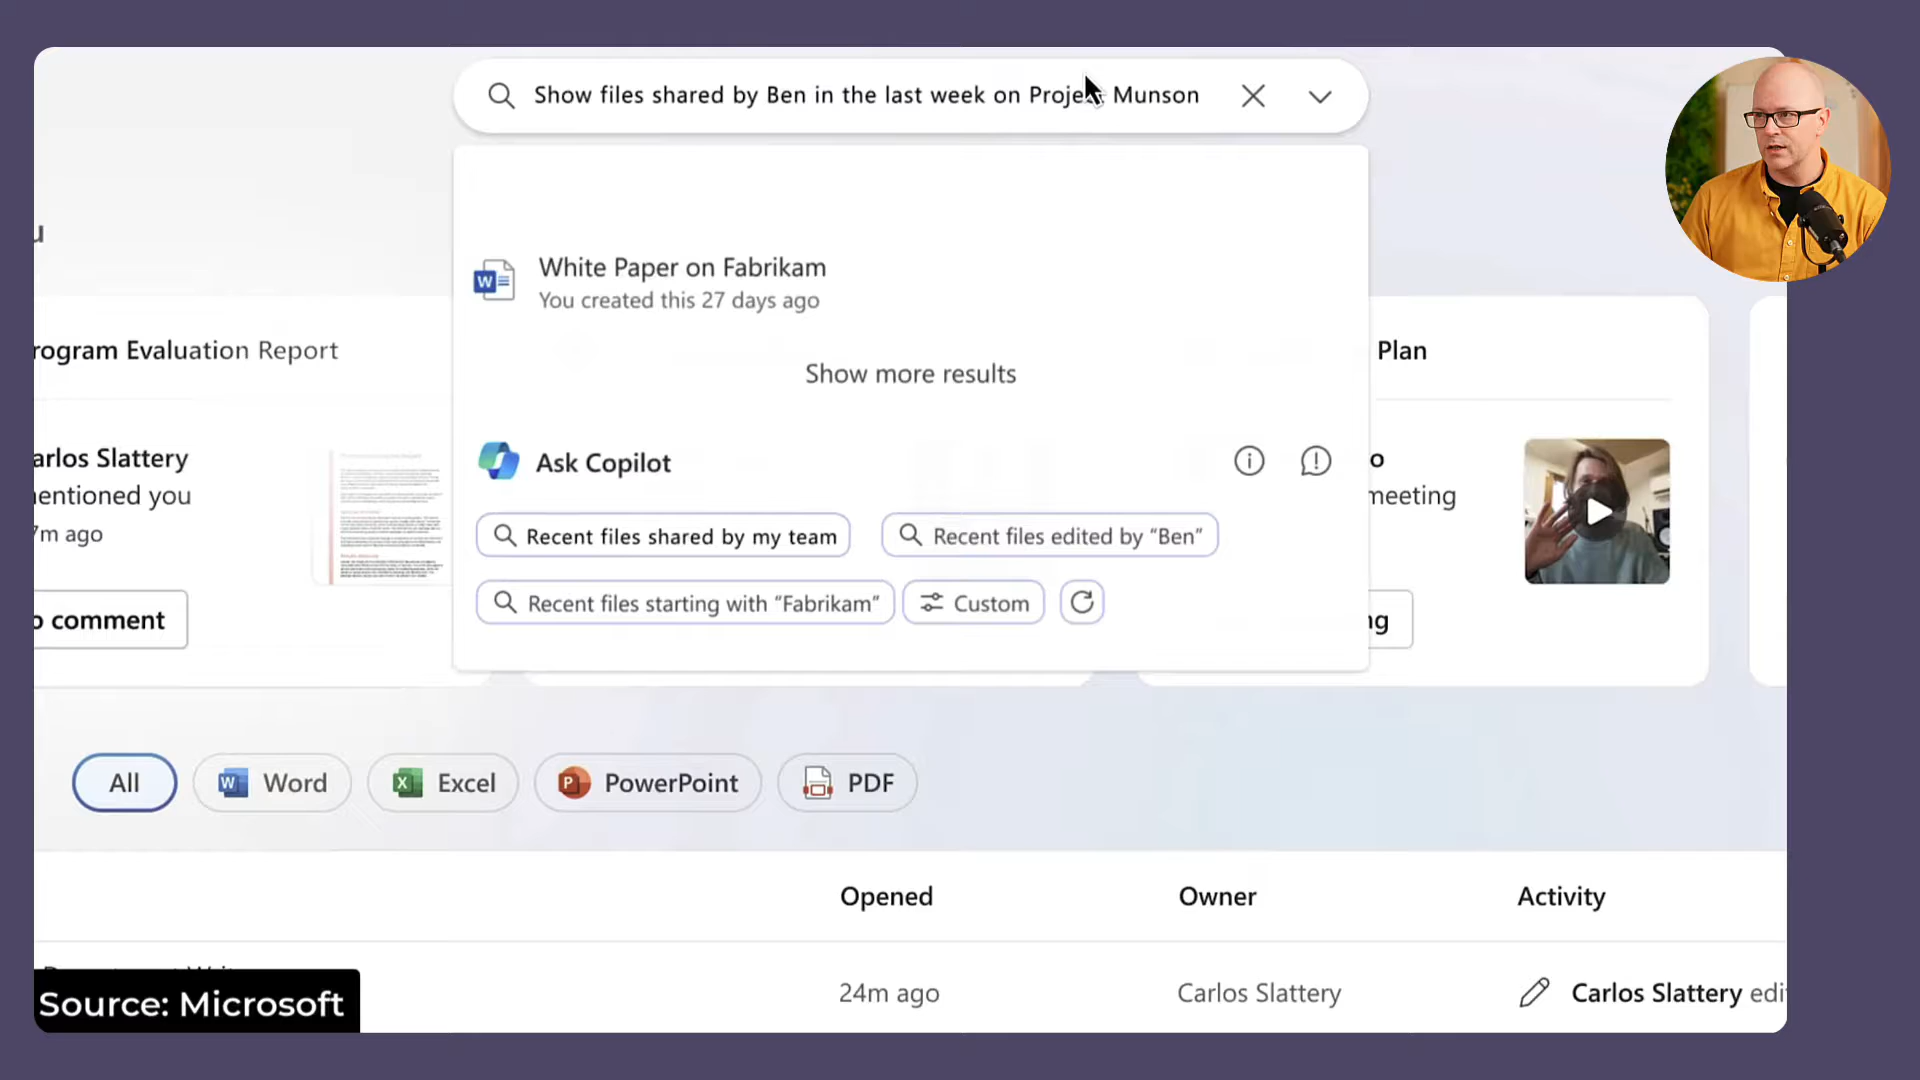 Show files shared by Ben in the last week on Project Munson
u
White Paper on Fabrikam
You created this 27 days ago
rogram Evaluation Report
Plan
Show more results
arlos Slattery
entioned you
7m ago
Ask Copilot
o
meeting
Recent files shared by my team
Recent files edited by “Ben”
Recent files starting with “Fabrikam”
Custom
o comment
ng
All
Word
Excel
PowerPoint
PDF
Opened
Owner
Activity
24m ago
Carlos Slattery
Carlos Slattery edi
Source: Microsoft